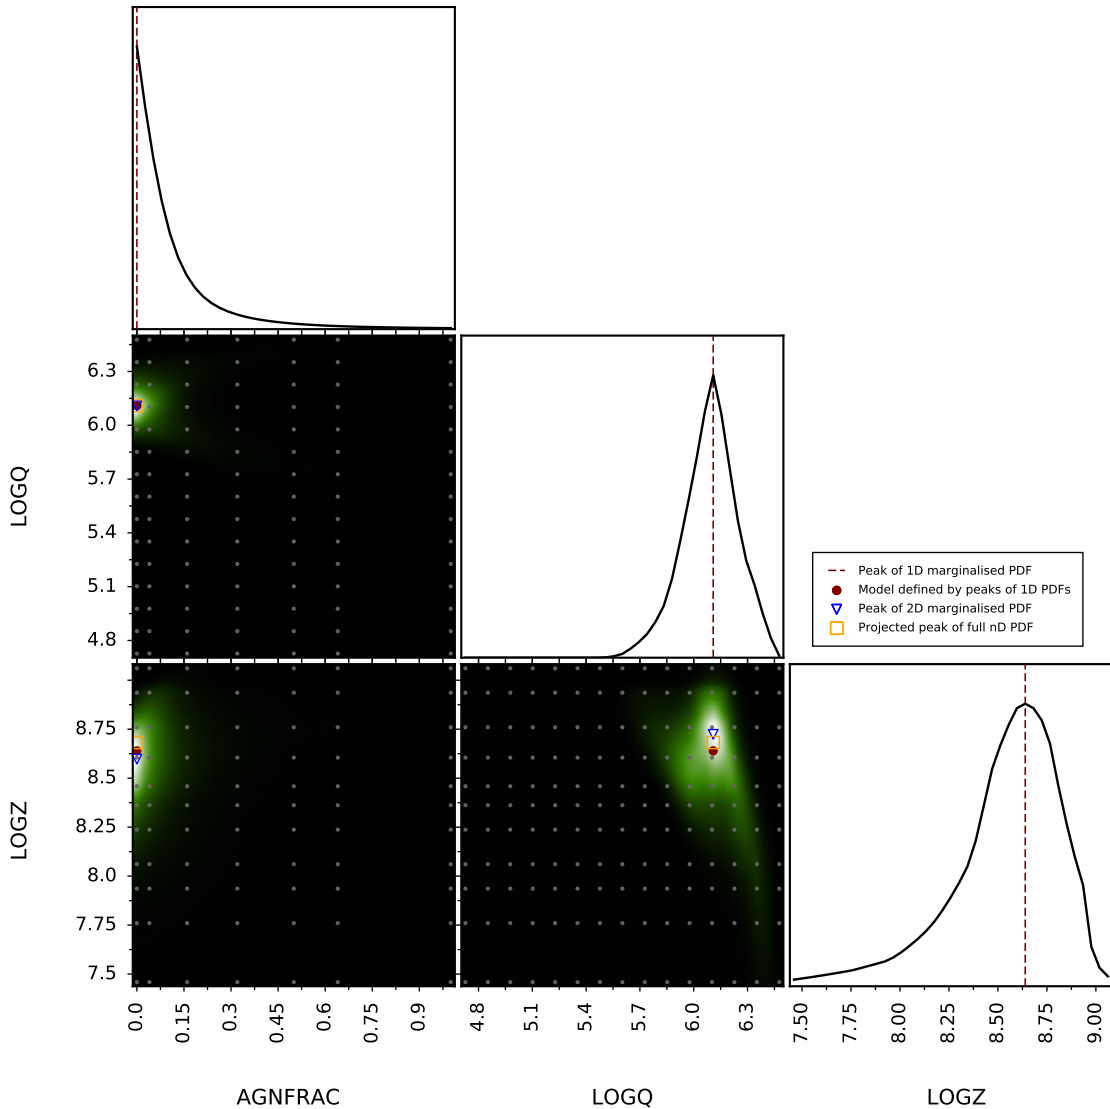 6.3
6.0
5.7
5.4
5.1
4.8
LOGQ
Peak of 1D marginalised PDF
Model defined by peaks of 1D PDFs
Peak of 2D marginalised PDF
Projected peak of full nD PDF
8.75
8.5
8.25
8.0
7.75
7.5
LOGZ
0.0 0.15 0.3 0.45 0.6 0.75 0.9
4.8 5.1 5.4 5.7 6.0 6.3
7.50 7.75 8.00 8.25 8.50 8.75 9.00
AGNFRAC LOGQ LOGZ